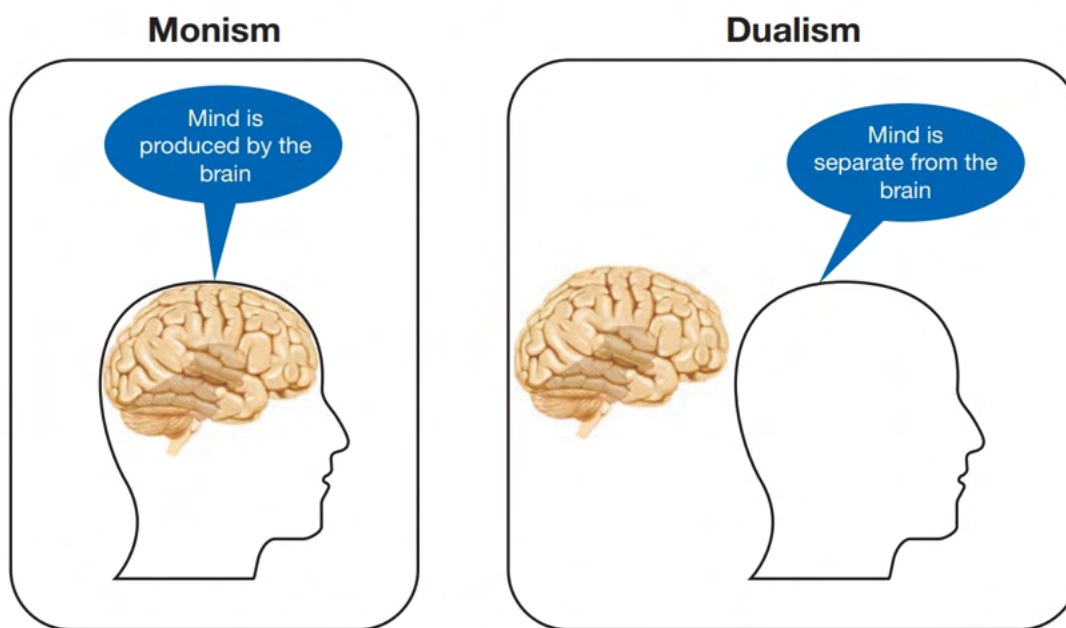 Monism
Mind is
produced by the
brain
Dualism
Mind is
separate from the
brain